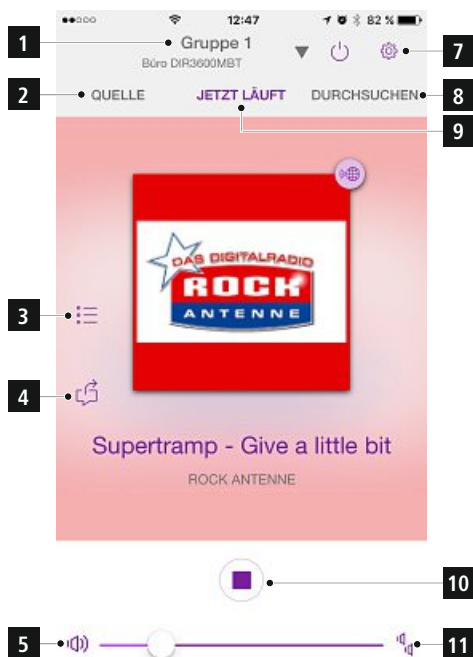 12:47 82 %
1 Gruppe 1 7
Büro DIR3600MBT
2 QUELLE JETZT LÄUFT DURCHSUCHEN 8
9
DAS DIGITALRADIO
ROCK
ANTENNE
3
4
Supertramp - Give a little bit
ROCK ANTENNE
10
5 11